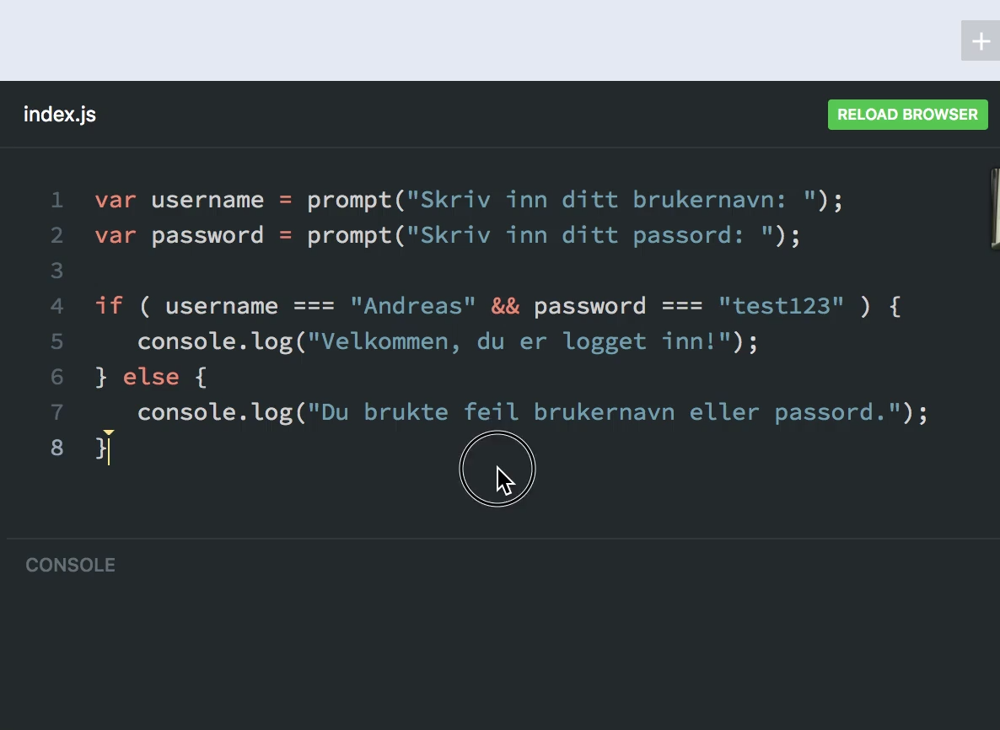 +
index.js
RELOAD BROWSER
1 var username = prompt("Skriv inn ditt brukernavn: ");
2 var password = prompt("Skriv inn ditt passord: ");
3
4 if ( username === "Andreas" && password === "test123" ) {
5    console.log("Velkommen, du er logget inn!");
6 } else {
7    console.log("Du brukte feil brukernavn eller passord.");
8 }
CONSOLE